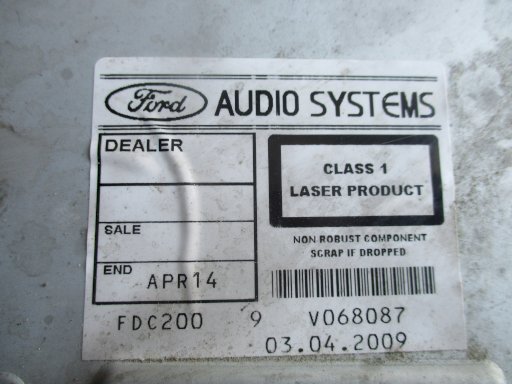 Ford AUDIO SYSTEMS
DEALER
CLASS 1
LASER PRODUCT
SALE
NON ROBUST COMPONENT
SCRAP IF DROPPED
END APR14
FDC200 9 V068087
03.04.2009